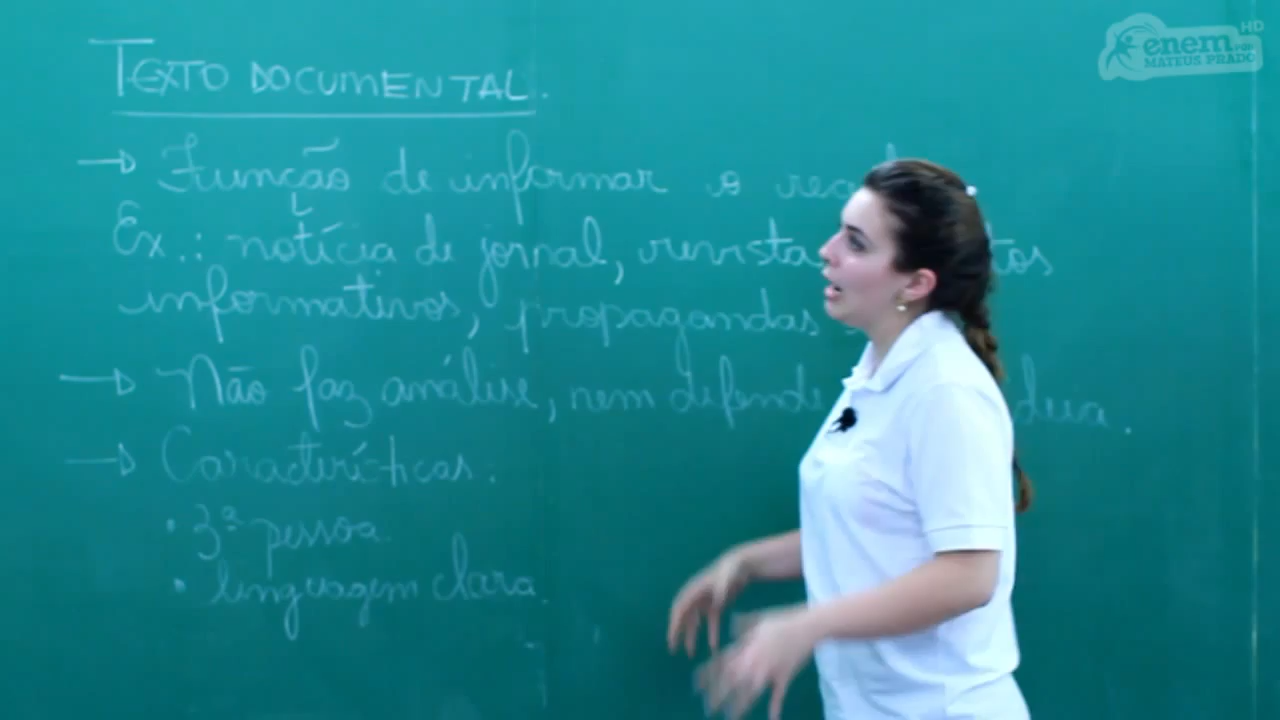 TEXTO DOCUMENTAL.
→ Função de informar o
Ex.: notícia de jornal, revista
informativos, propagandas
→ Não faz análise, nem defende
→ Características.
• 3ª pessoa.
• linguagem clara.
enem HD
POR
MATEUS PRADO